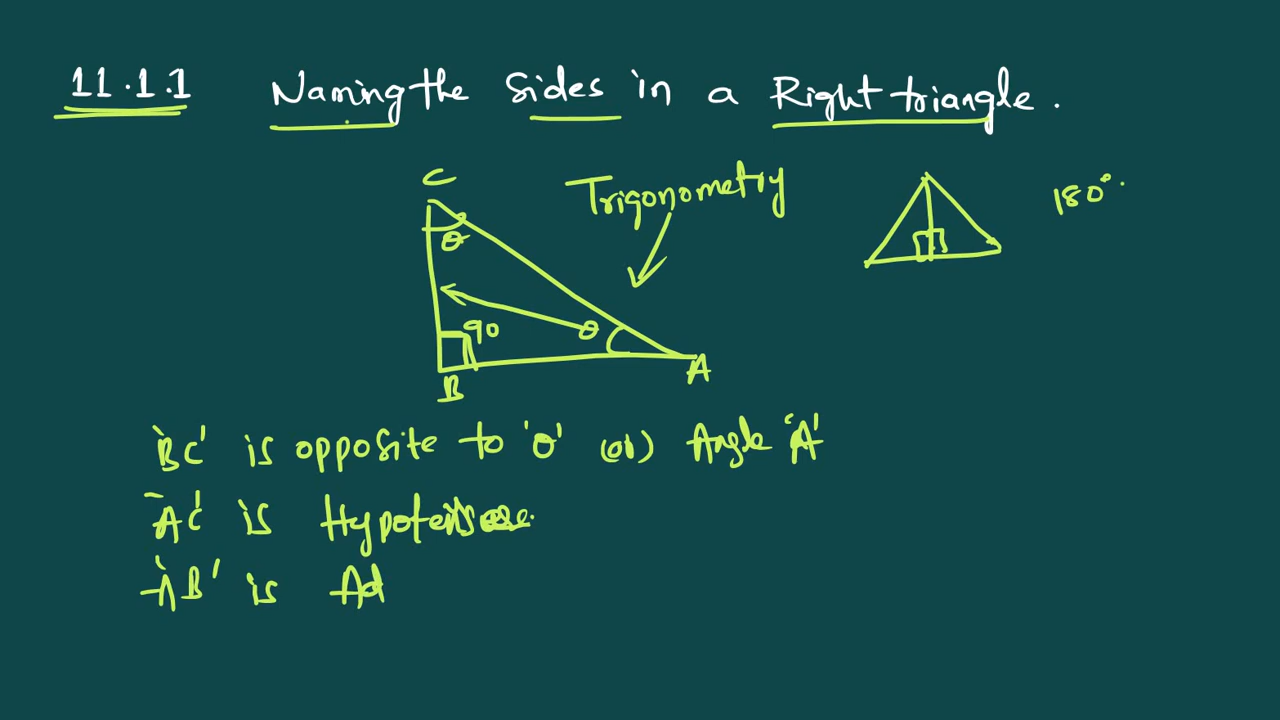 11.1.1 Naming the sides in a Right triangle.
C
Trigonometry
180°
θ
90
θ
B
A
'BC' is opposite to 'θ' (or) Angle 'A'
'AC' is Hypotenuse.
'AB' is Ad